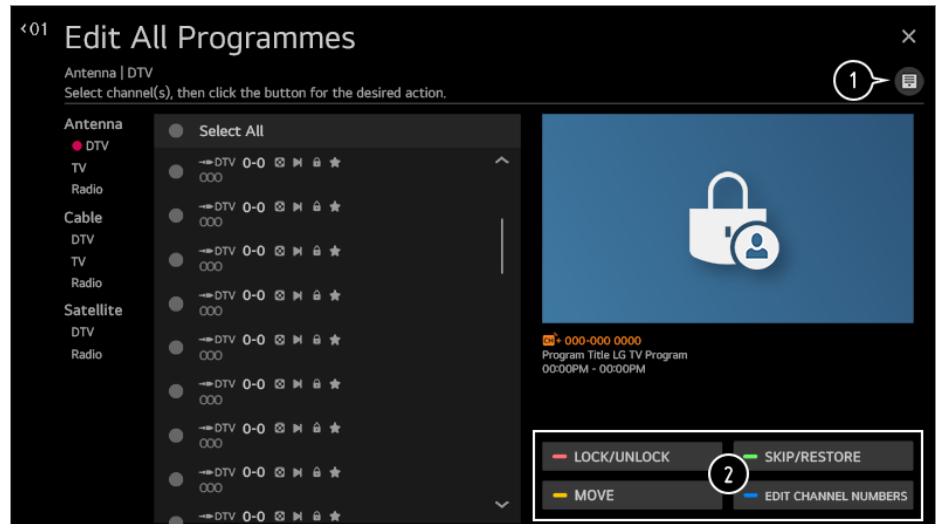 ‹01
Edit All Programmes
Antenna | DTV
Select channel(s), then click the button for the desired action.
1
Antenna
DTV
TV
Radio
Cable
DTV
TV
Radio
Satellite
DTV
Radio
Select All
DTV 0-0
000
DTV 0-0
000
DTV 0-0
000
DTV 0-0
000
DTV 0-0
000
DTV 0-0
000
DTV 0-0
000
DTV 0-0
000
DTV 0-0
CH+ 000-000 0000
Program Title LG TV Program
00:00PM - 00:00PM
LOCK/UNLOCK
SKIP/RESTORE
2
MOVE
EDIT CHANNEL NUMBERS